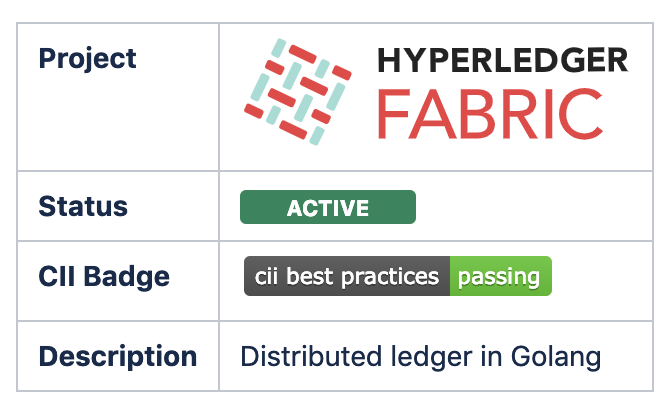 Project
HYPERLEDGER
FABRIC
Status
ACTIVE
CII Badge
cii best practices passing
Description
Distributed ledger in Golang